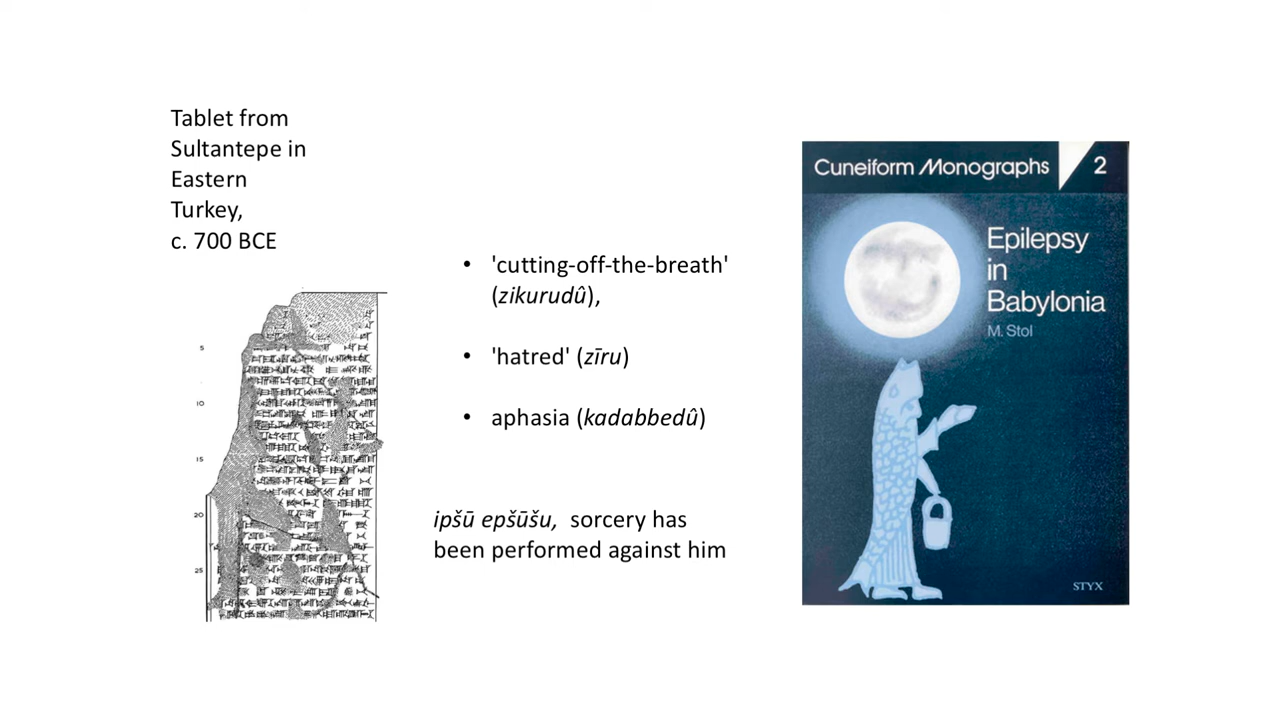 Tablet from
Sultantepe in
Eastern
Turkey,
c. 700 BCE
5
10
15
20
25
• 'cutting-off-the-breath'
(zikurudû),
• 'hatred' (zīru)
• aphasia (kadabbedû)
ipšū epšūšu, sorcery has
been performed against him
Cuneiform Monographs 2
Epilepsy
in
Babylonia
M. Stol
STYX